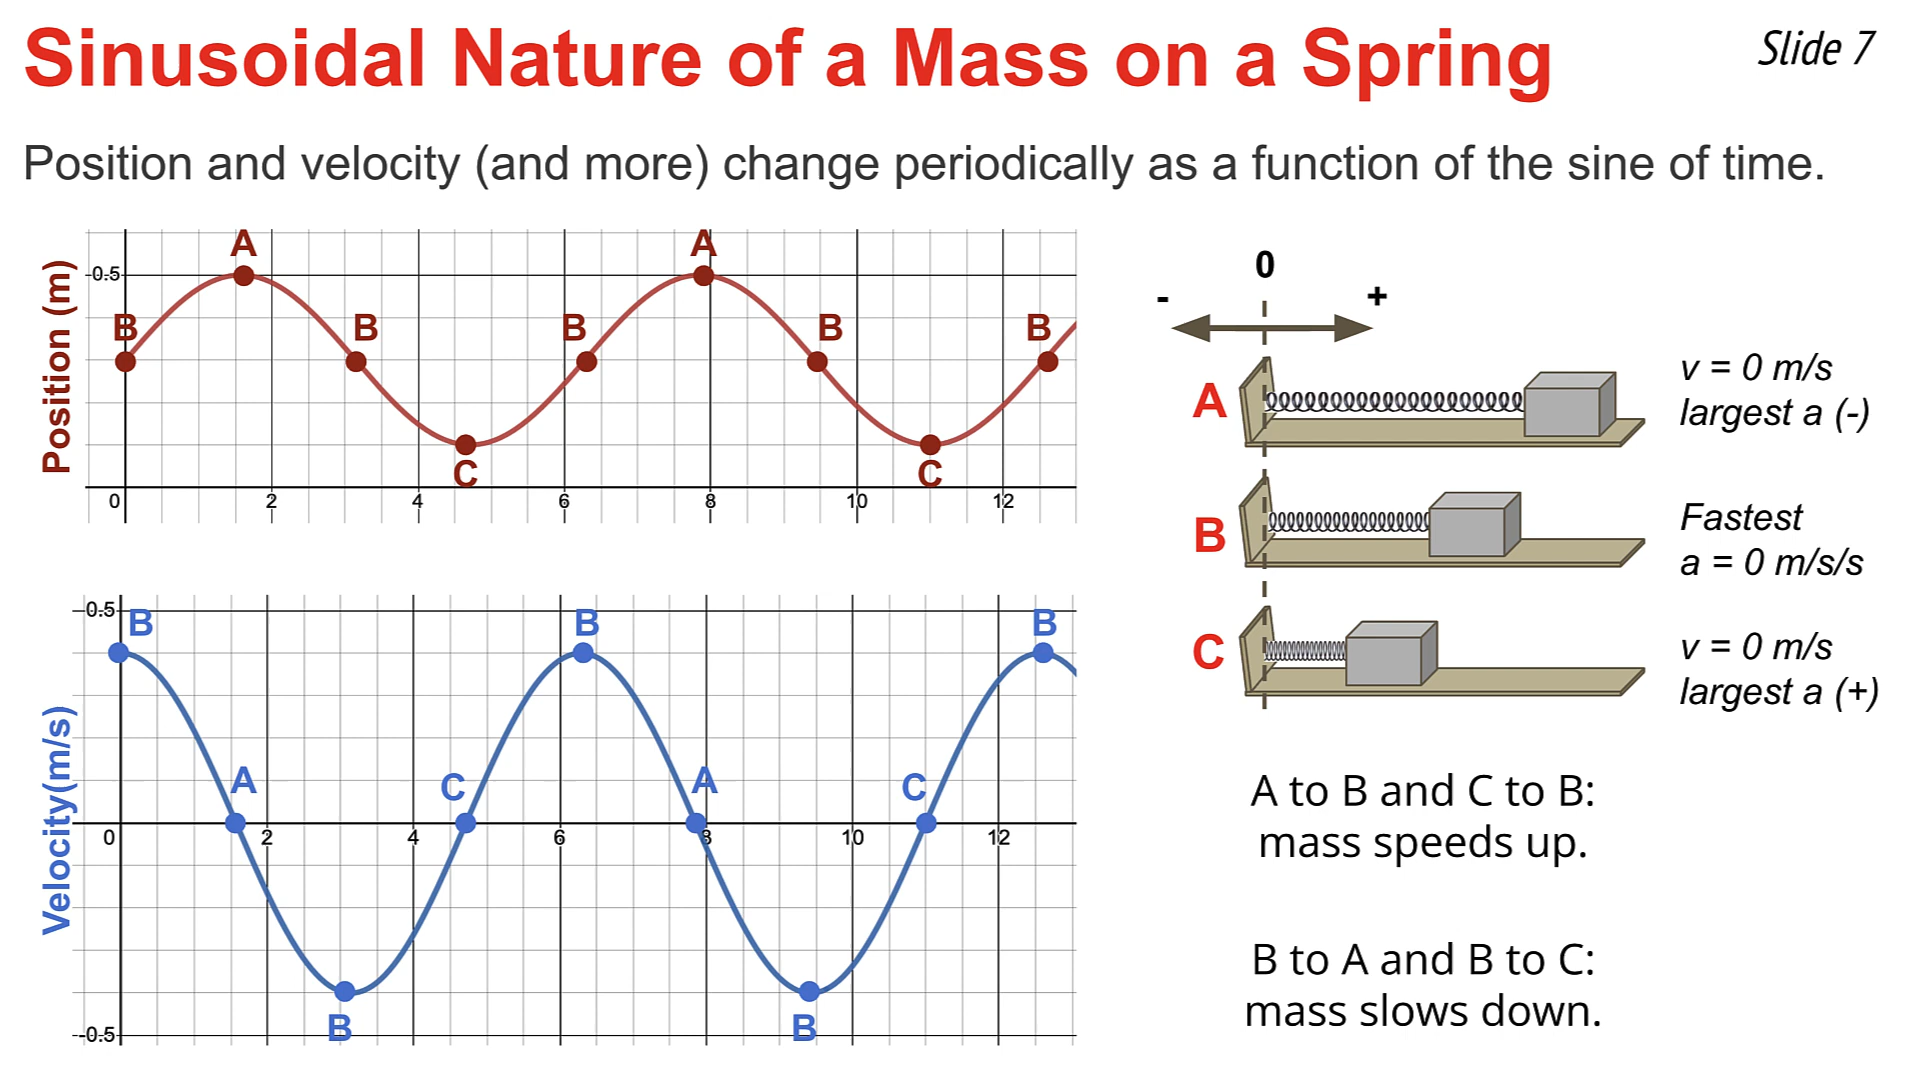 Sinusoidal Nature of a Mass on a Spring
Slide 7
Position and velocity (and more) change periodically as a function of the sine of time.
Position (m)
0.5
A
A
B
B
B
B
B
C
C
0
2
4
6
8
10
12
Velocity(m/s)
0.5
B
B
B
A
C
A
C
0
2
4
6
8
10
12
B
B
-0.5
0
-
+
A
v = 0 m/s
largest a (-)
B
Fastest
a = 0 m/s/s
C
v = 0 m/s
largest a (+)
A to B and C to B:
mass speeds up.
B to A and B to C:
mass slows down.